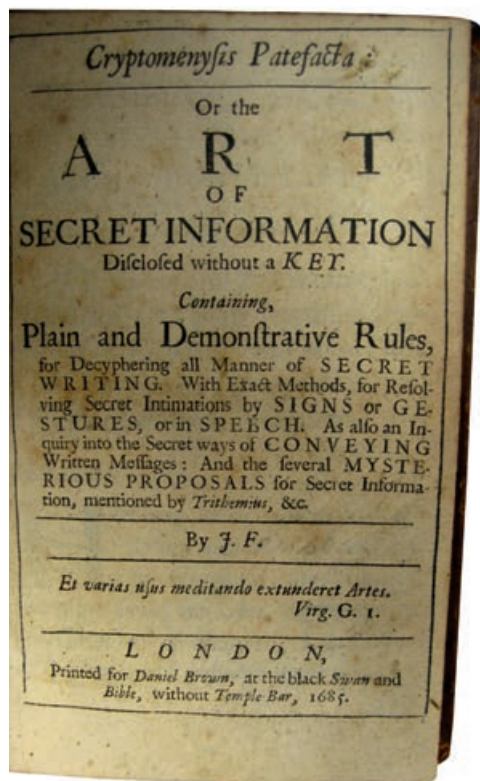 Cryptomenyſis Patefacta:
Or the
ART
OF
SECRET INFORMATION
Diſcloſed without a KEY.
Containing,
Plain and Demonſtrative Rules,
for Decyphering all Manner of SECRET
WRITING. With Exact Methods, for Reſol-
ving Secret Intimations by SIGNS or GE-
STURES, or in SPEECH. As alſo an In-
quiry into the Secret ways of CONVEYING
Written Meſſages: And the ſeveral MYSTE-
RIOUS PROPOSALS for Secret Informa-
tion, mentioned by Trithemius, &c.
By J. F.
Et varias uſus meditando extunderet Artes.
Virg. G. 1.
LONDON,
Printed for Daniel Brown, at the black Swan and
Bible, without Temple-Bar, 1685.